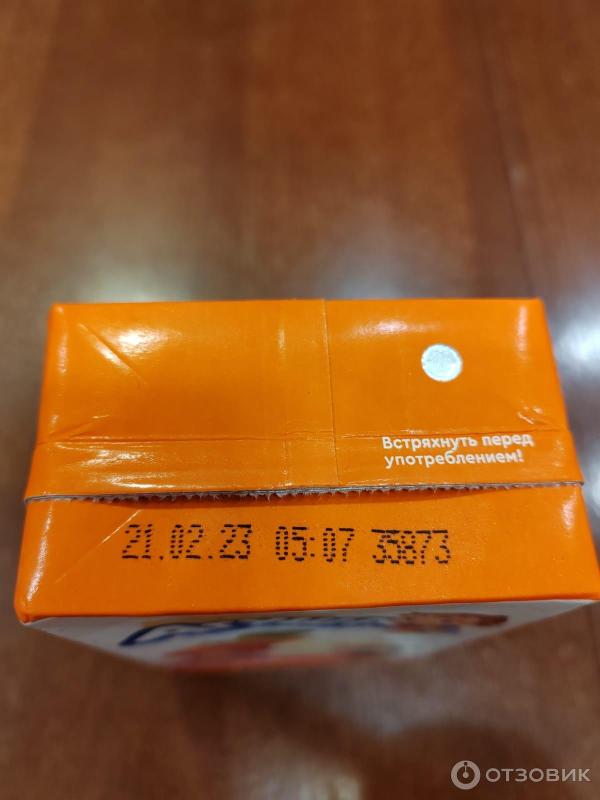 Встряхнуть перед
употреблением!
21.02.23 05:07 35873
ОТЗОВИК